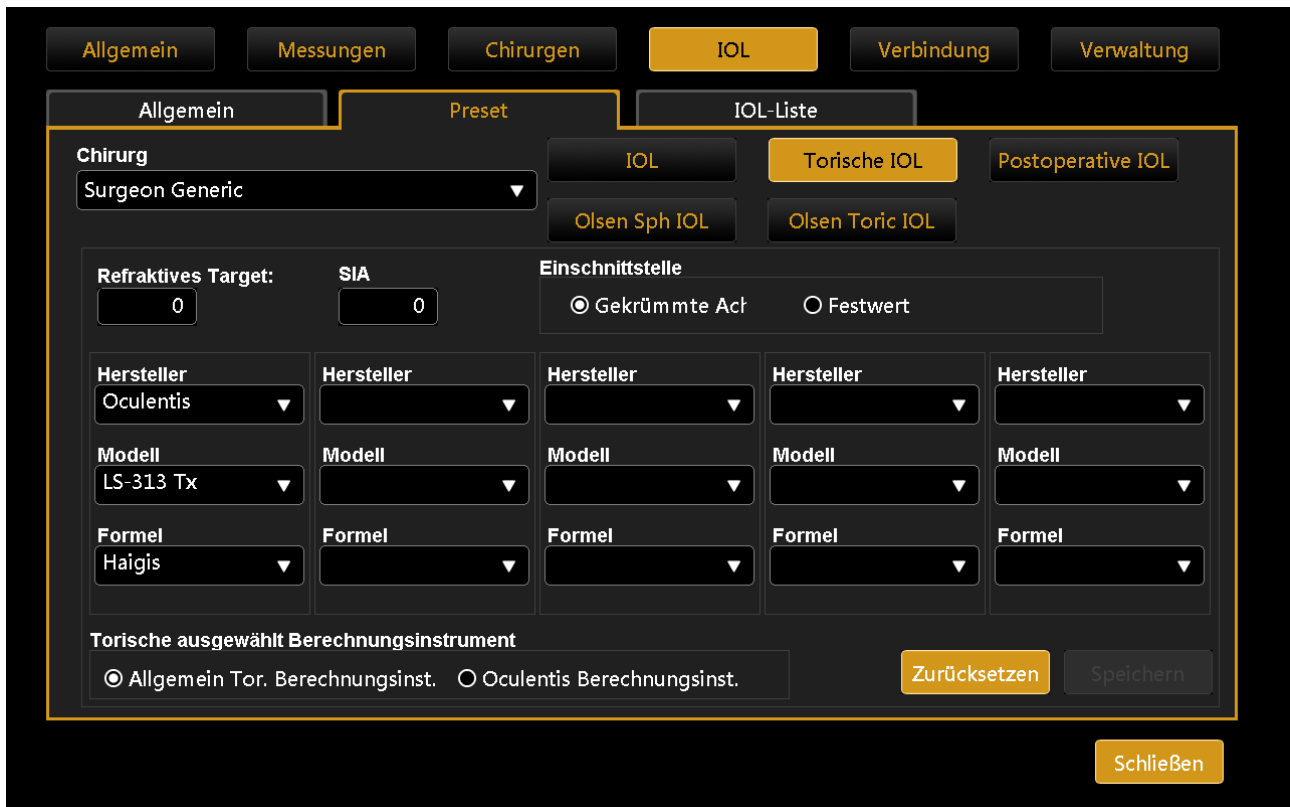 Allgemein Messungen Chirurgen IOL Verbindung Verwaltung
Allgemein Preset IOL-Liste
Chirurg
Surgeon Generic
IOL Torische IOL Postoperative IOL
Olsen Sph IOL Olsen Toric IOL
Refraktives Target: SIA Einschnittstelle
0 0 Gekrümmte Ach Festwert
Hersteller Hersteller Hersteller Hersteller Hersteller
Oculentis
Modell Modell Modell Modell Modell
LS-313 Tx
Formel Formel Formel Formel Formel
Haigis
Torische ausgewählt Berechnungsinstrument
Allgemein Tor. Berechnungsinst. Oculentis Berechnungsinst.
Zurücksetzen Speichern
Schließen